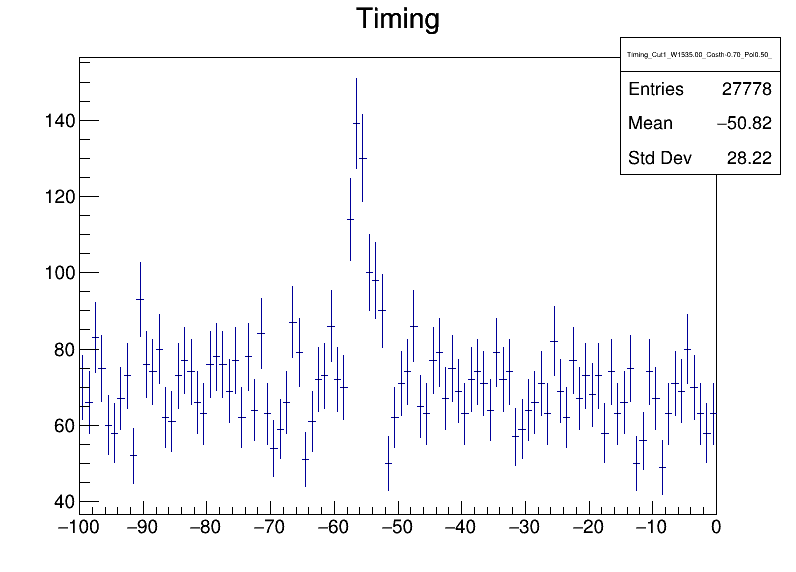 Timing
Timing_Cut1_W1535.00_Costh-0.70_Pol0.50_
Entries 27778
Mean −50.82
Std Dev 28.22
140
120
100
80
60
40
−100 −90 −80 −70 −60 −50 −40 −30 −20 −10 0